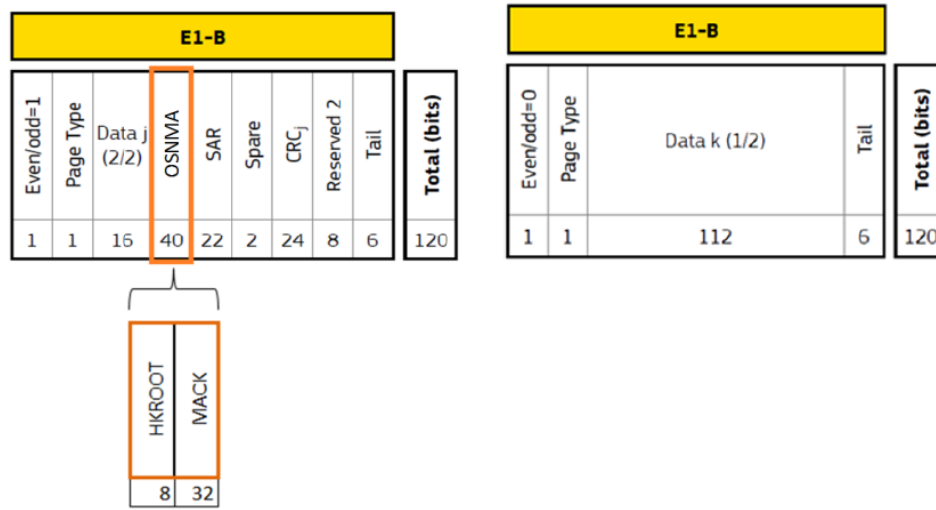 E1-B
Even/odd=1
Page Type
Data j
(2/2)
OSNMA
SAR
Spare
CRCj
Reserved 2
Tail
Total (bits)
1 1 16 40 22 2 24 8 6 120
HKROOT
MACK
8 32
E1-B
Even/odd=0
Page Type
Data k (1/2)
Tail
Total (bits)
1 1 112 6 120